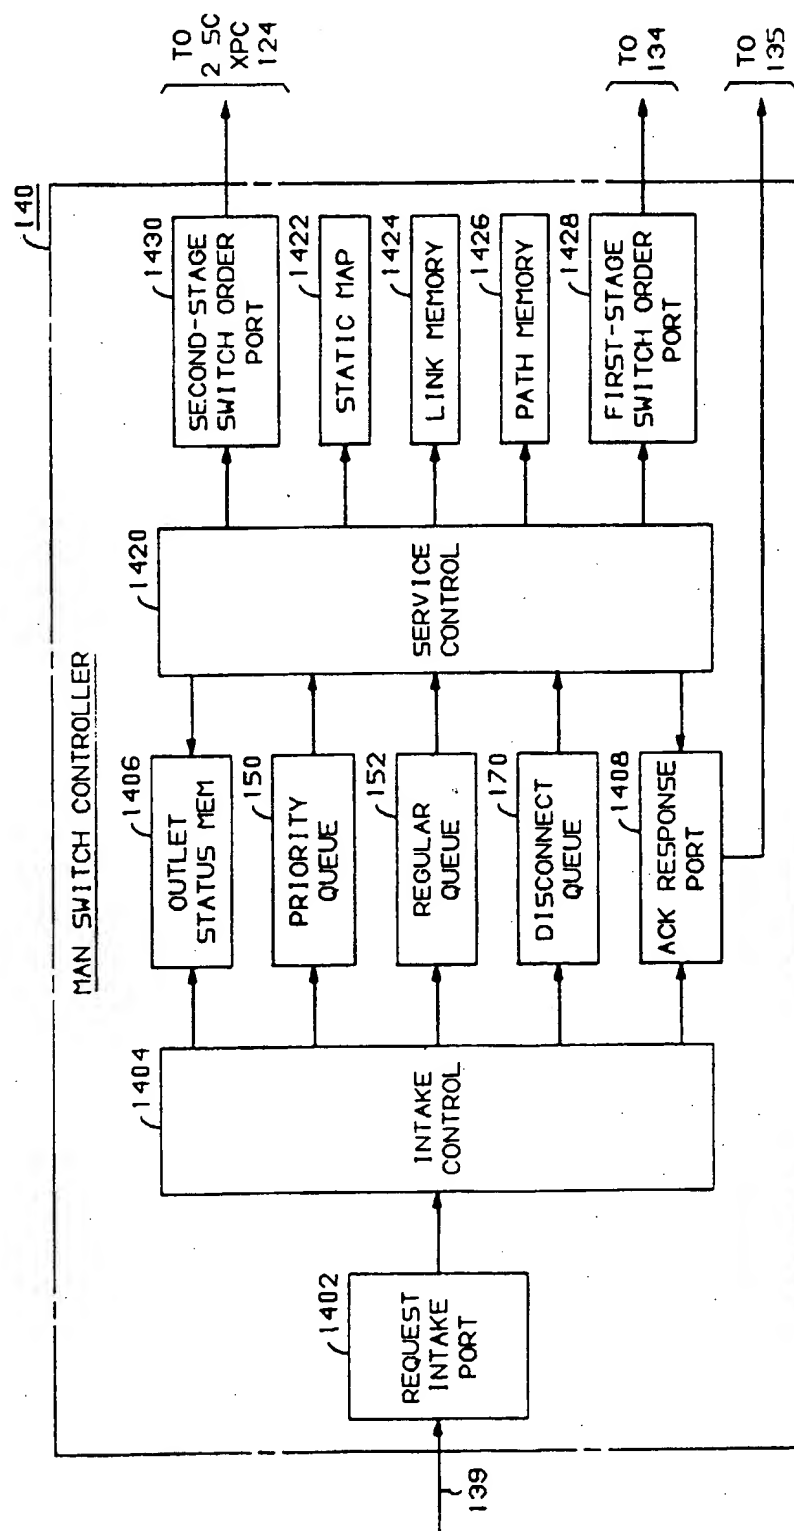 MAN SWITCH CONTROLLER
140
139
1402
REQUEST
INTAKE
PORT
1404
INTAKE
CONTROL
1406
OUTLET
STATUS MEM
150
PRIORITY
QUEUE
152
REGULAR
QUEUE
170
DISCONNECT
QUEUE
1408
ACK RESPONSE
PORT
1420
SERVICE
CONTROL
1430
SECOND-STAGE
SWITCH ORDER
PORT
1422
STATIC MAP
1424
LINK MEMORY
1426
PATH MEMORY
1428
FIRST-STAGE
SWITCH ORDER
PORT
TO
2 SC
XPC
124
TO
134
TO
135